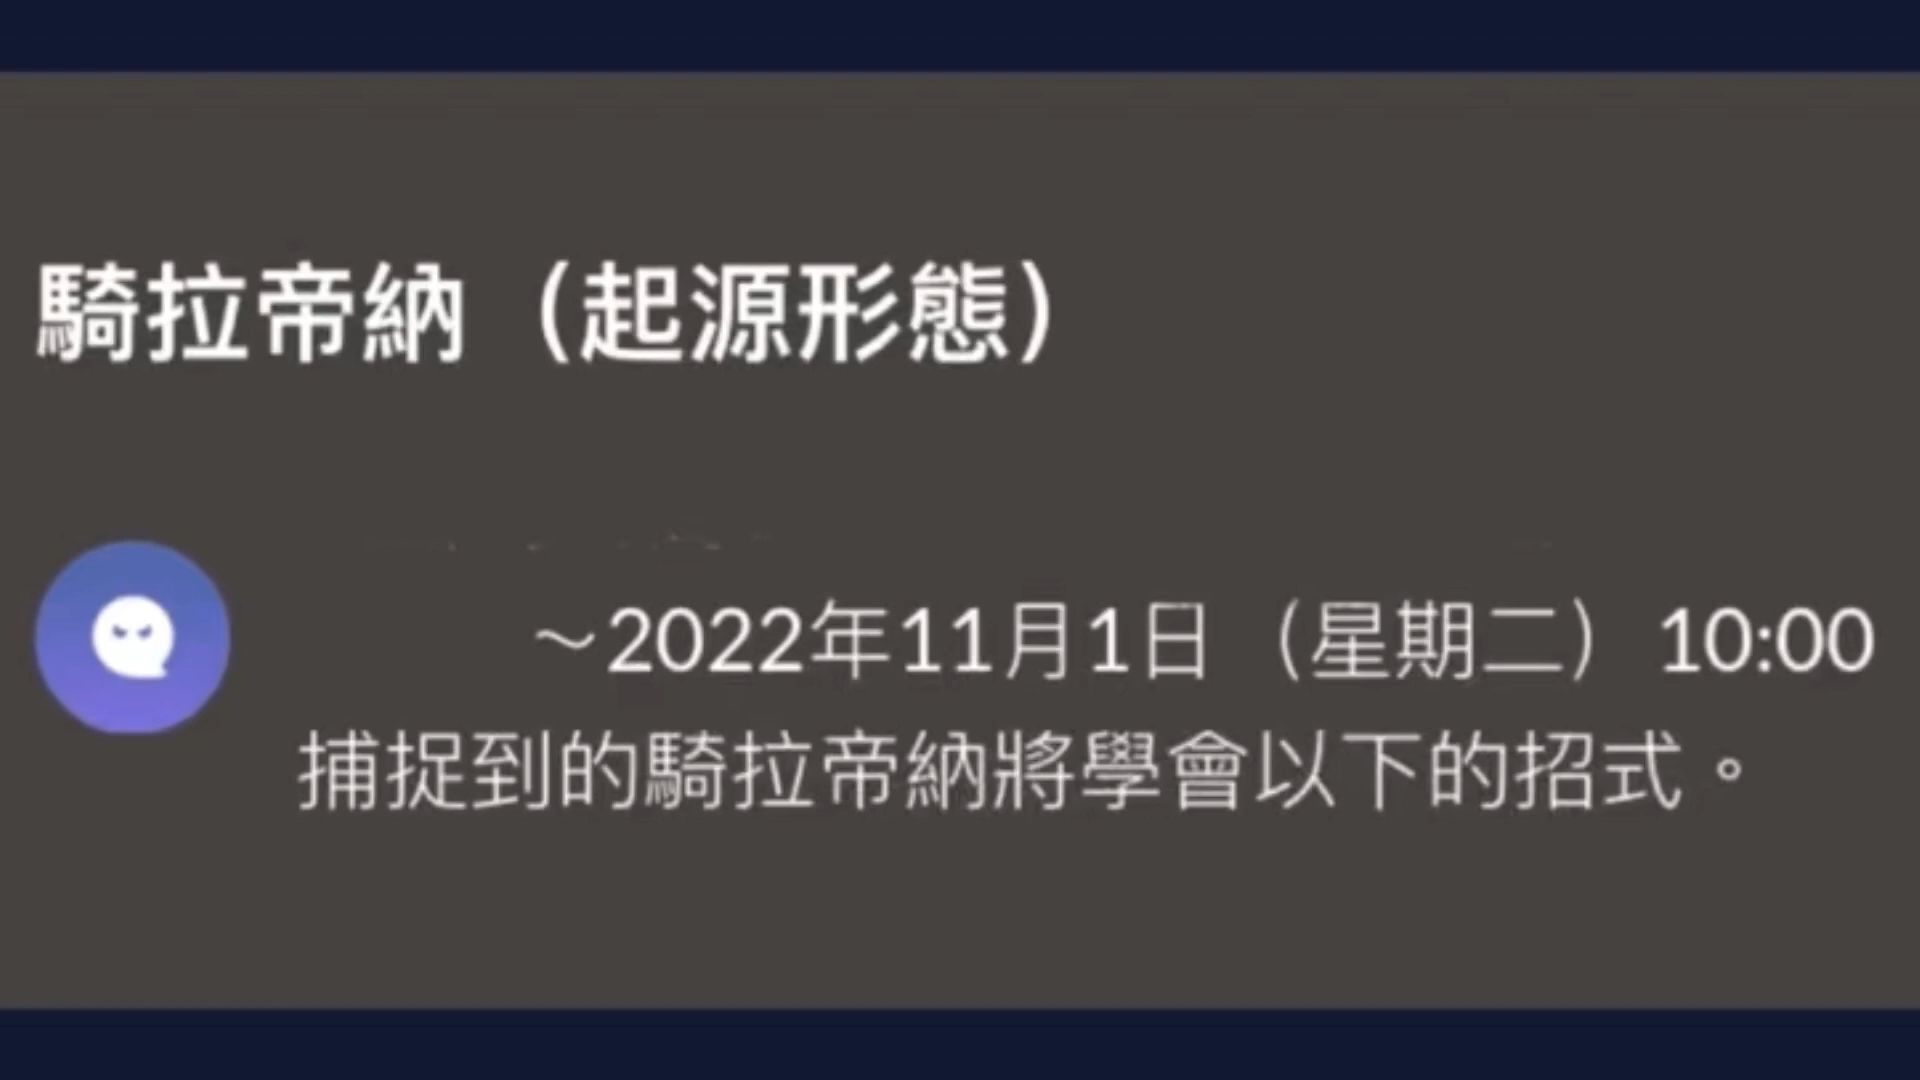 騎拉帝納（起源形態）
～2022年11月1日（星期二）10:00
捕捉到的騎拉帝納將學會以下的招式。